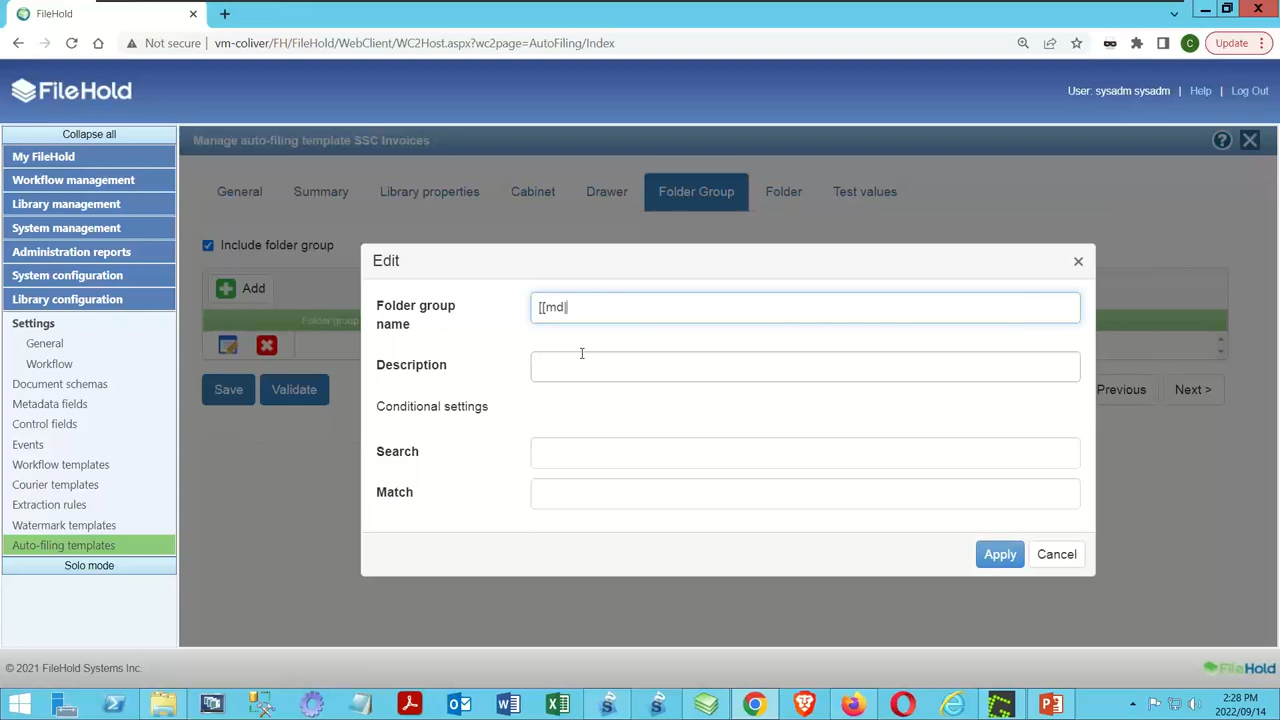 FileHold
Not secure
vm-coliver/FH/FileHold/WebClient/WC2Host.aspx?wc2page=AutoFiling/Index
Update
FileHold
User: sysadm sysadm | Help | Log Out
Collapse all
My FileHold
Workflow management
Library management
System management
Administration reports
System configuration
Library configuration
Settings
General
Workflow
Document schemas
Metadata fields
Control fields
Events
Workflow templates
Courier templates
Extraction rules
Watermark templates
Auto-filing templates
Solo mode
Manage auto-filing template SSC Invoices
General
Summary
Library properties
Cabinet
Drawer
Folder Group
Folder
Test values
Include folder group
Add
Folder group
Save
Validate
Previous
Next >
Edit
Folder group
name
[[md
Description
Conditional settings
Search
Match
Apply
Cancel
© 2021 FileHold Systems Inc.
FileHold
2:28 PM
2022/09/14